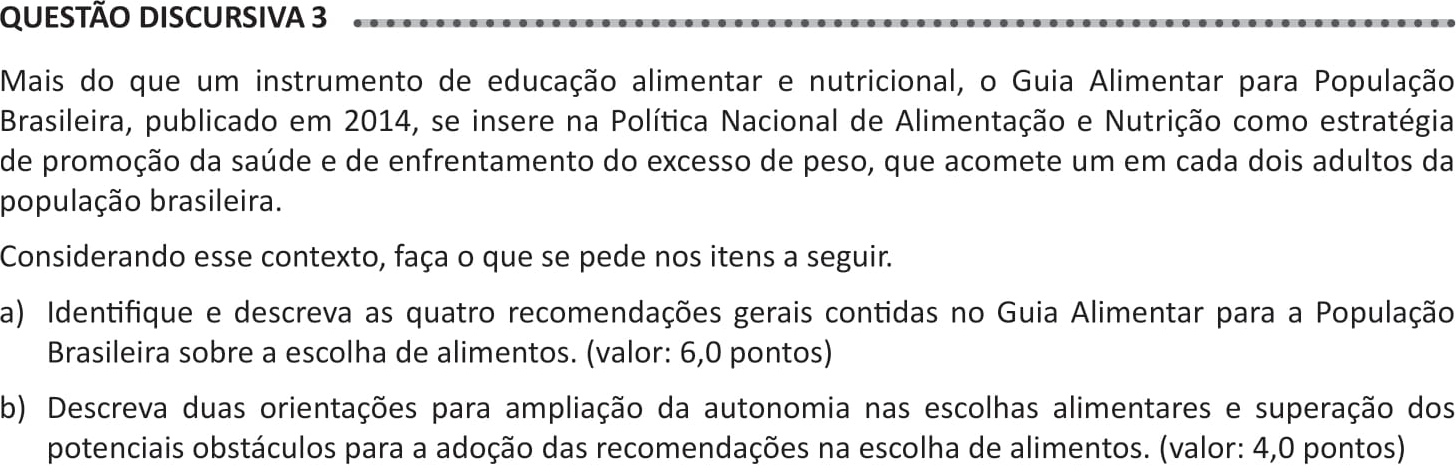 QUESTÃO DISCURSIVA 3
Mais do que um instrumento de educação alimentar e nutricional, o Guia Alimentar para População
Brasileira, publicado em 2014, se insere na Política Nacional de Alimentação e Nutrição como estratégia
de promoção da saúde e de enfrentamento do excesso de peso, que acomete um em cada dois adultos da
população brasileira.
Considerando esse contexto, faça o que se pede nos itens a seguir.
a) Identifique e descreva as quatro recomendações gerais contidas no Guia Alimentar para a População
Brasileira sobre a escolha de alimentos. (valor: 6,0 pontos)
b) Descreva duas orientações para ampliação da autonomia nas escolhas alimentares e superação dos
potenciais obstáculos para a adoção das recomendações na escolha de alimentos. (valor: 4,0 pontos)